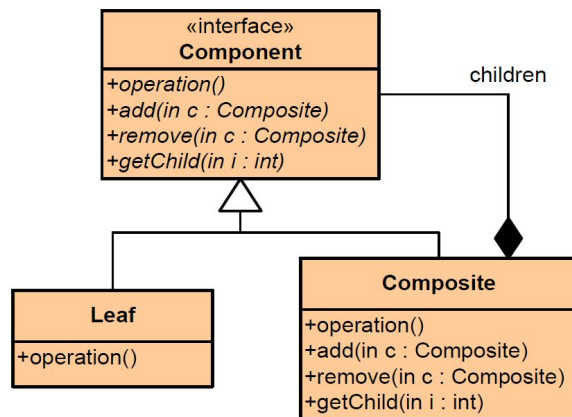 «interface»
Component
+operation()
+add(in c : Composite)
+remove(in c : Composite)
+getChild(in i : int)
children
Leaf
+operation()
Composite
+operation()
+add(in c : Composite)
+remove(in c : Composite)
+getChild(in i : int)